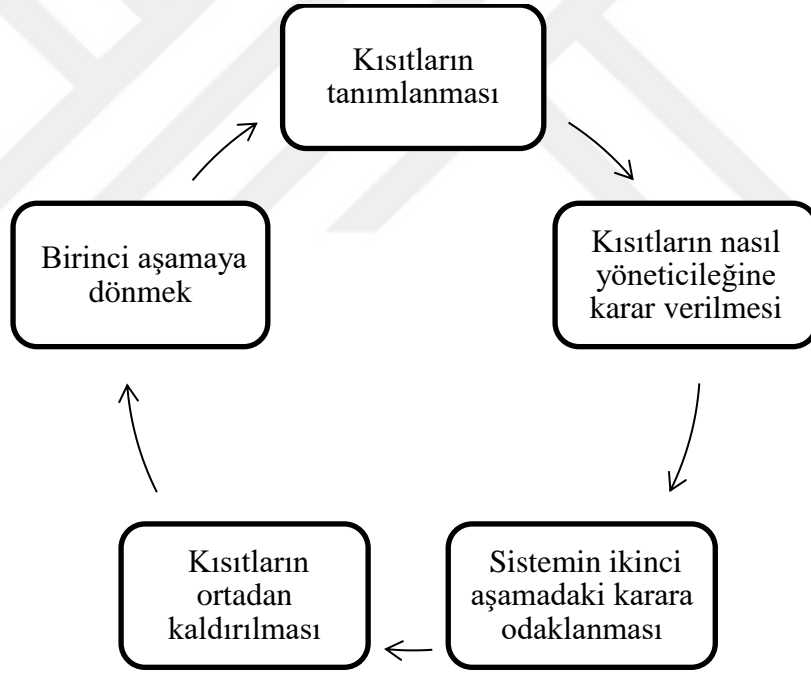 Kısıtların
tanımlanması
Kısıtların nasıl
yöneticileğine
karar verilmesi
Sistemin ikinci
aşamadaki karara
odaklanması
Kısıtların
ortadan
kaldırılması
Birinci aşamaya
dönmek